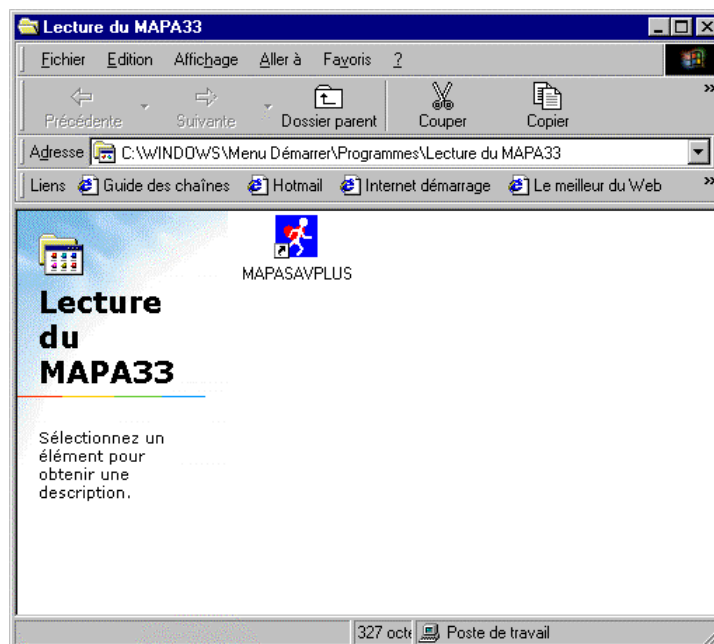 Lecture du MAPA33
Fichier Edition Affichage Aller à Favoris ?
Précédente Suivante Dossier parent Couper Copier »
Adresse C:\WINDOWS\Menu Démarrer\Programmes\Lecture du MAPA33
Liens Guide des chaînes Hotmail Internet démarrage Le meilleur du Web »
MAPASAVPLUS
Lecture
du
MAPA33
Sélectionnez un
élément pour
obtenir une
description.
327 octe Poste de travail